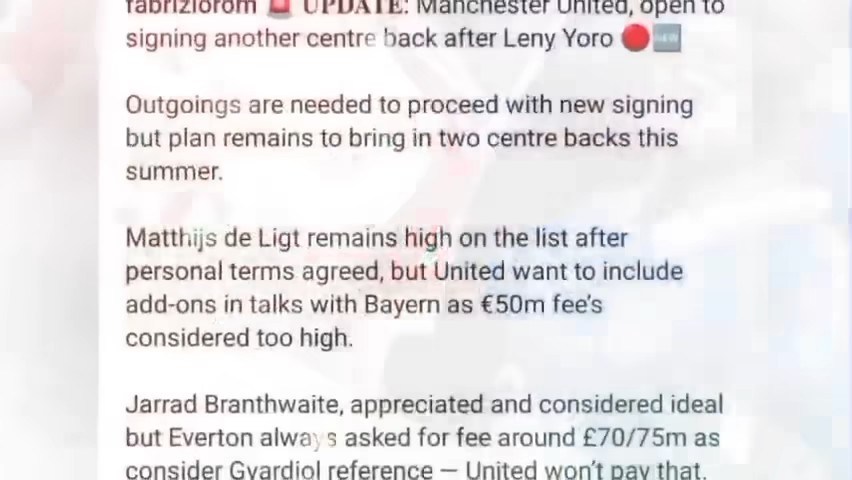 fabriziorom 🚨 𝐔𝐏𝐃𝐀𝐓𝐄: Manchester United, open to
signing another centre back after Leny Yoro 🔴🆕
Outgoings are needed to proceed with new signing
but plan remains to bring in two centre backs this
summer.
Matthijs de Ligt remains high on the list after
personal terms agreed, but United want to include
add-ons in talks with Bayern as €50m fee's
considered too high.
Jarrad Branthwaite, appreciated and considered ideal
but Everton always asked for fee around £70/75m as
consider Gvardiol reference — United won't pay that.